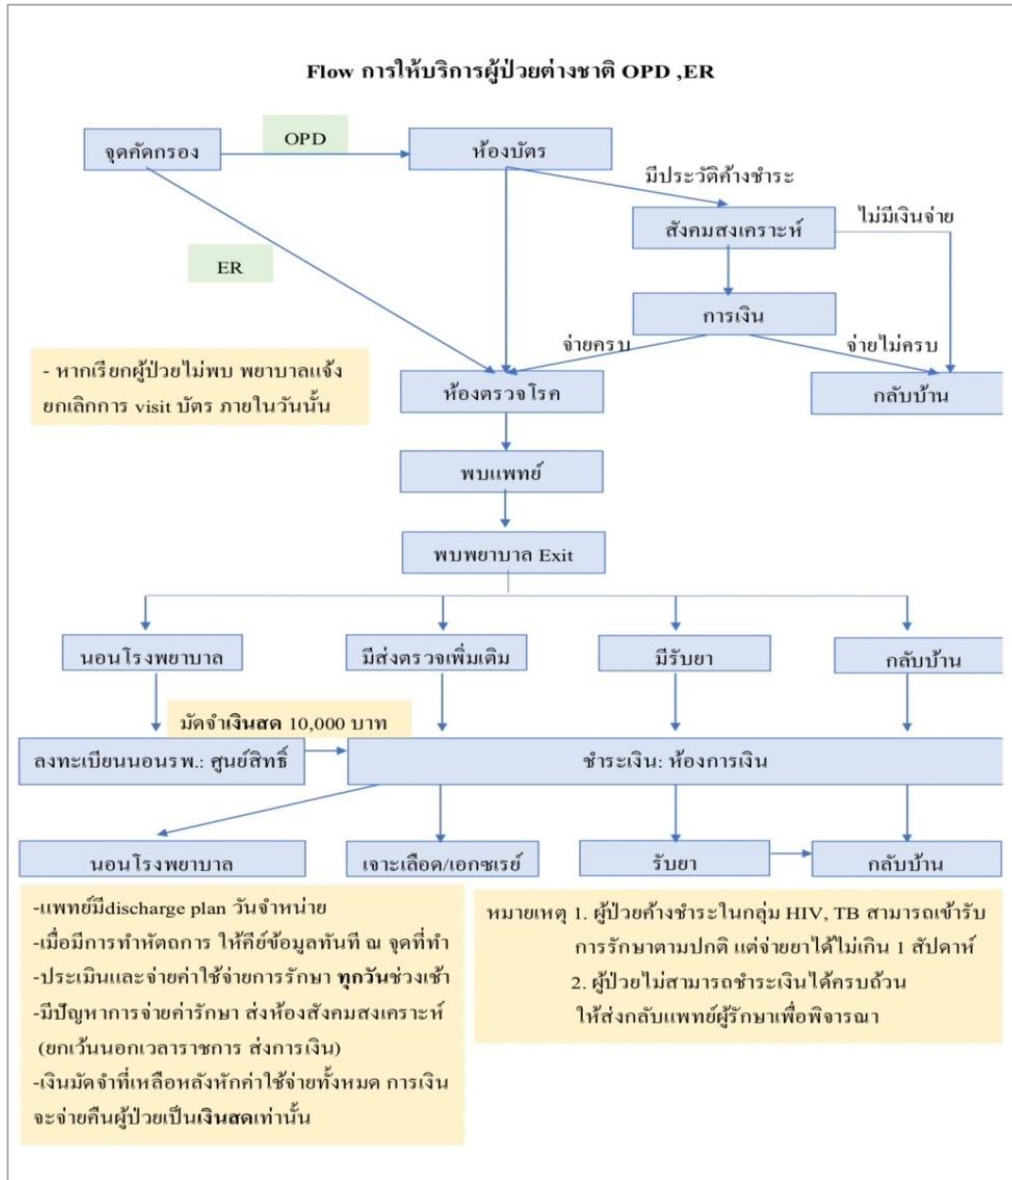 Flow การให้บริการผู้ป่วยต่างชาติ OPD ,ER
จุดคัดกรอง
OPD
ห้องบัตร
มีประวัติค้างชำระ
สังคมสงเคราะห์
ไม่มีเงินจ่าย
ER
การเงิน
จ่ายครบ
จ่ายไม่ครบ
- หากเรียกผู้ป่วยไม่พบ พยาบาลแจ้ง
ยกเลิกการ visit บัตร ภายในวันนั้น
ห้องตรวจโรค
กลับบ้าน
พบแพทย์
พบพยาบาล Exit
นอนโรงพยาบาล
มีส่งตรวจเพิ่มเติม
มีรับยา
กลับบ้าน
มัดจำเงินสด 10,000 บาท
ลงทะเบียนนอนรพ.: ศูนย์สิทธิ์
ชำระเงิน: ห้องการเงิน
นอนโรงพยาบาล
เจาะเลือด/เอกซเรย์
รับยา
กลับบ้าน
-แพทย์มีdischarge plan วันจำหน่าย
-เมื่อมีการทำหัตถการ ให้คีย์ข้อมูลทันที ณ จุดที่ทำ
-ประเมินและจ่ายค่าใช้จ่ายการรักษา ทุกวันช่วงเช้า
-มีปัญหาการจ่ายค่ารักษา ส่งห้องสังคมสงเคราะห์
(ยกเว้นนอกเวลาราชการ ส่งการเงิน)
-เงินมัดจำที่เหลือหลังหักค่าใช้จ่ายทั้งหมด การเงิน
จะจ่ายคืนผู้ป่วยเป็นเงินสดเท่านั้น
หมายเหตุ 1. ผู้ป่วยค้างชำระในกลุ่ม HIV, TB สามารถเข้ารับ
การรักษาตามปกติ แต่จ่ายยาได้ไม่เกิน 1 สัปดาห์
2. ผู้ป่วยไม่สามารถชำระเงินได้ครบถ้วน
ให้ส่งกลับแพทย์ผู้รักษาเพื่อพิจารณา